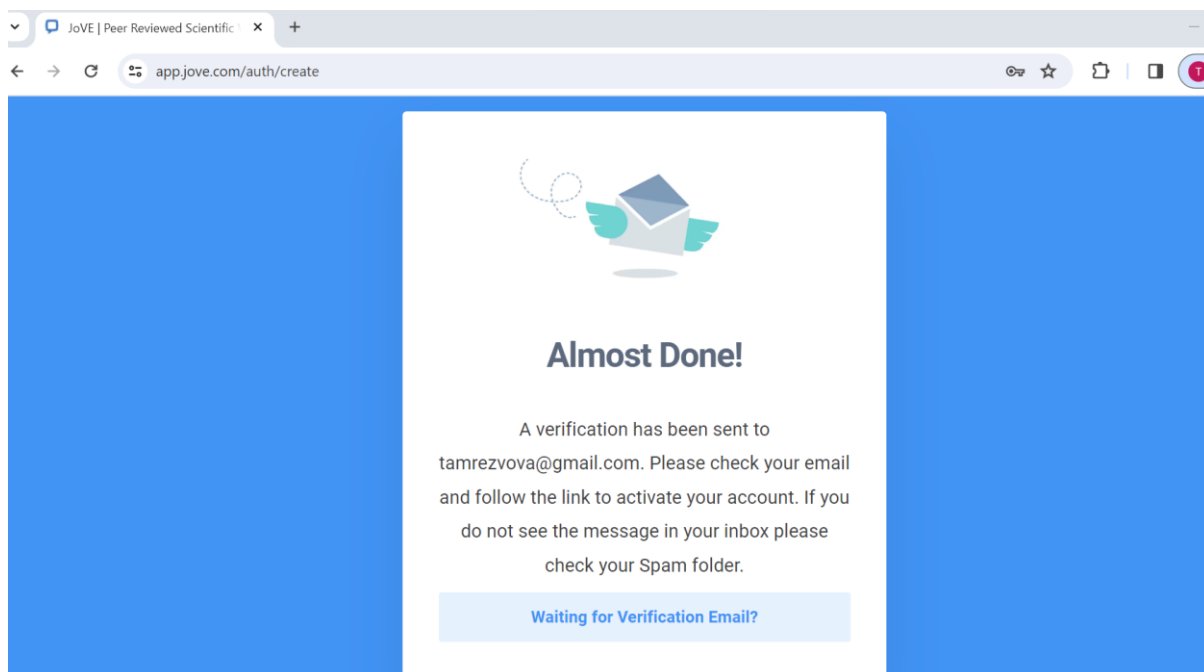 JoVE | Peer Reviewed Scientific
app.jove.com/auth/create
T
Almost Done!
A verification has been sent to
tamrezvova@gmail.com. Please check your email
and follow the link to activate your account. If you
do not see the message in your inbox please
check your Spam folder.
Waiting for Verification Email?